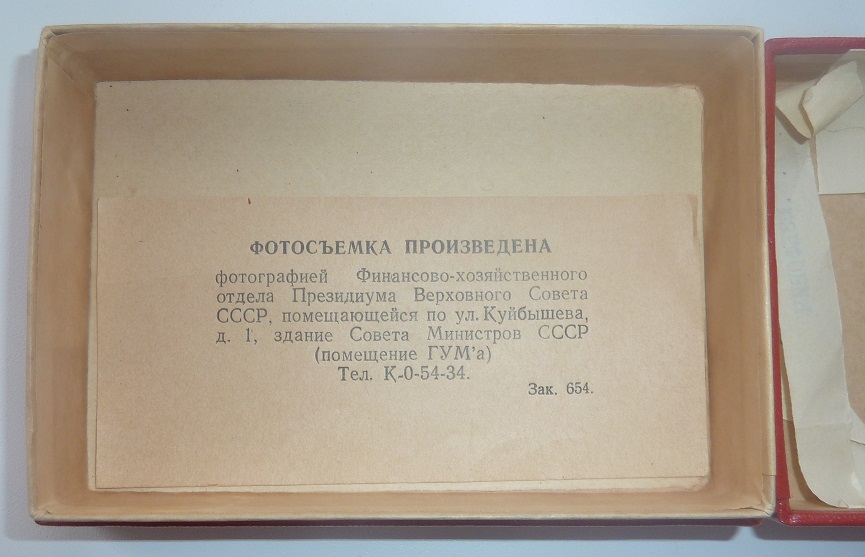 ФОТОСЪЕМКА ПРОИЗВЕДЕНА
фотографией Финансово-хозяйственного
отдела Президиума Верховного Совета
СССР, помещающейся по ул. Куйбышева,
д. 1, здание Совета Министров СССР
(помещение ГУМ'а)
Тел. К-0-54-34.
Зак. 654.